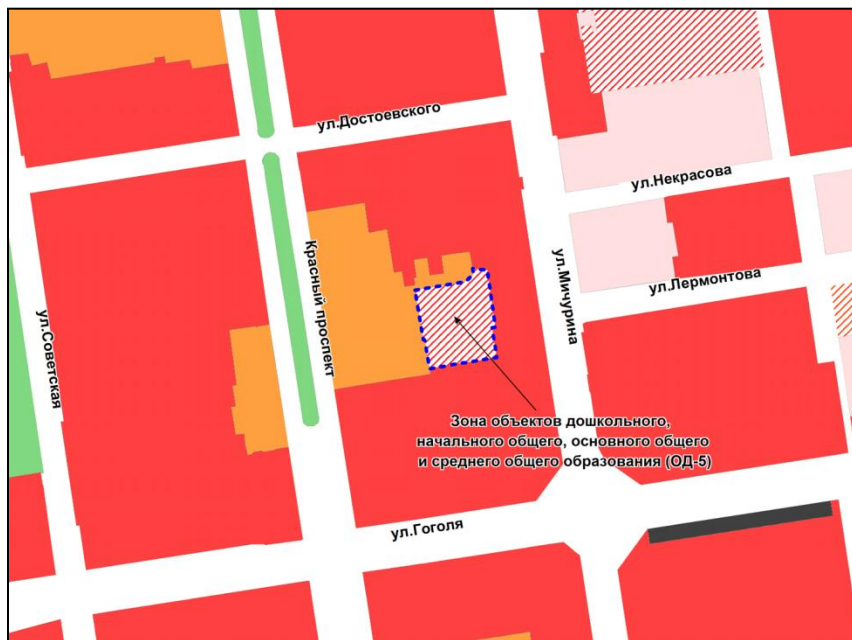 ул.Достоевского
ул.Некрасова
Красный проспект
ул.Мичурина
ул.Лермонтова
ул.Советская
Зона объектов дошкольного,
начального общего, основного общего
и среднего общего образования (ОД-5)
ул.Гоголя